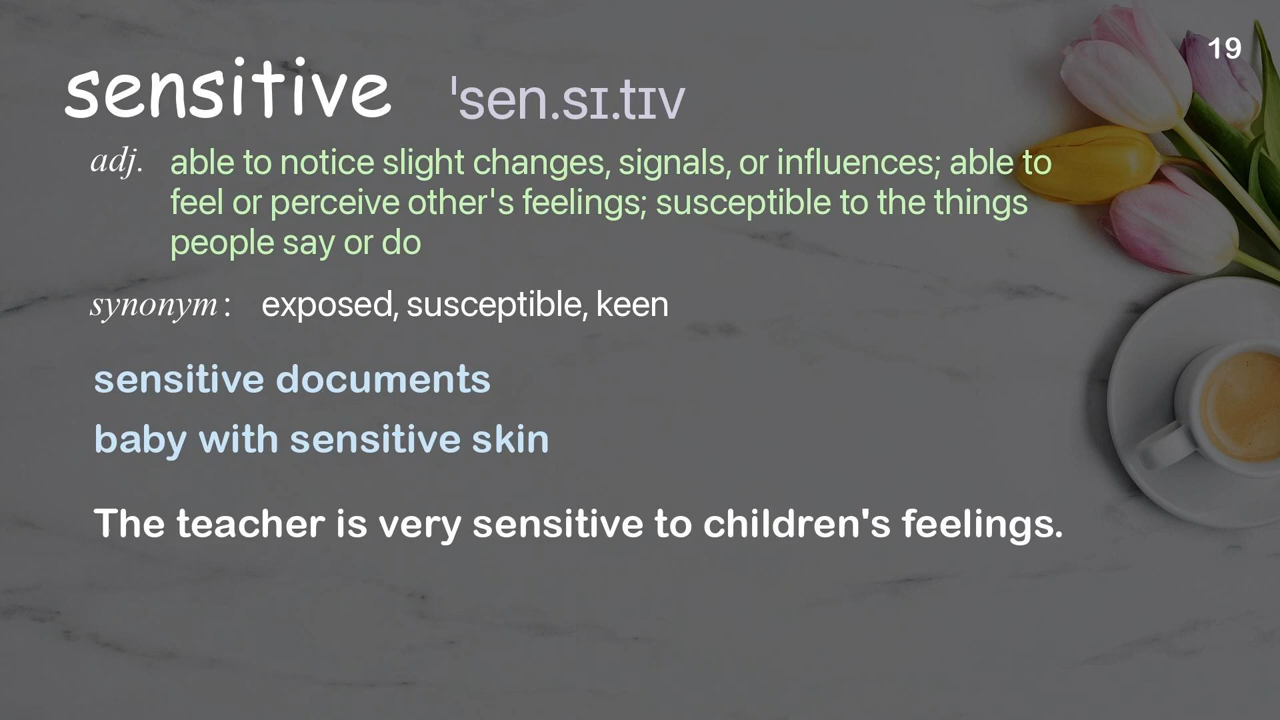 19
sensitive ˈsen.sɪ.tɪv
adj. able to notice slight changes, signals, or influences; able to
feel or perceive other's feelings; susceptible to the things
people say or do
synonym: exposed, susceptible, keen
sensitive documents
baby with sensitive skin
The teacher is very sensitive to children's feelings.